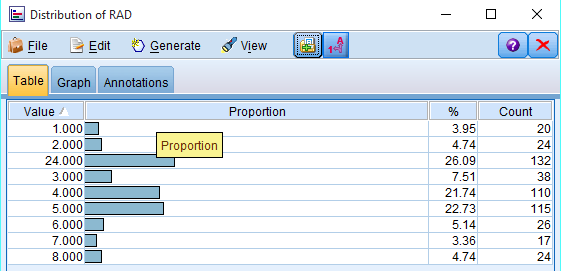 Distribution of RAD
File Edit Generate View 1 A
Table Graph Annotations
Value Proportion % Count
1.000 3.95 20
2.000 4.74 24
Proportion
24.000 26.09 132
3.000 7.51 38
4.000 21.74 110
5.000 22.73 115
6.000 5.14 26
7.000 3.36 17
8.000 4.74 24